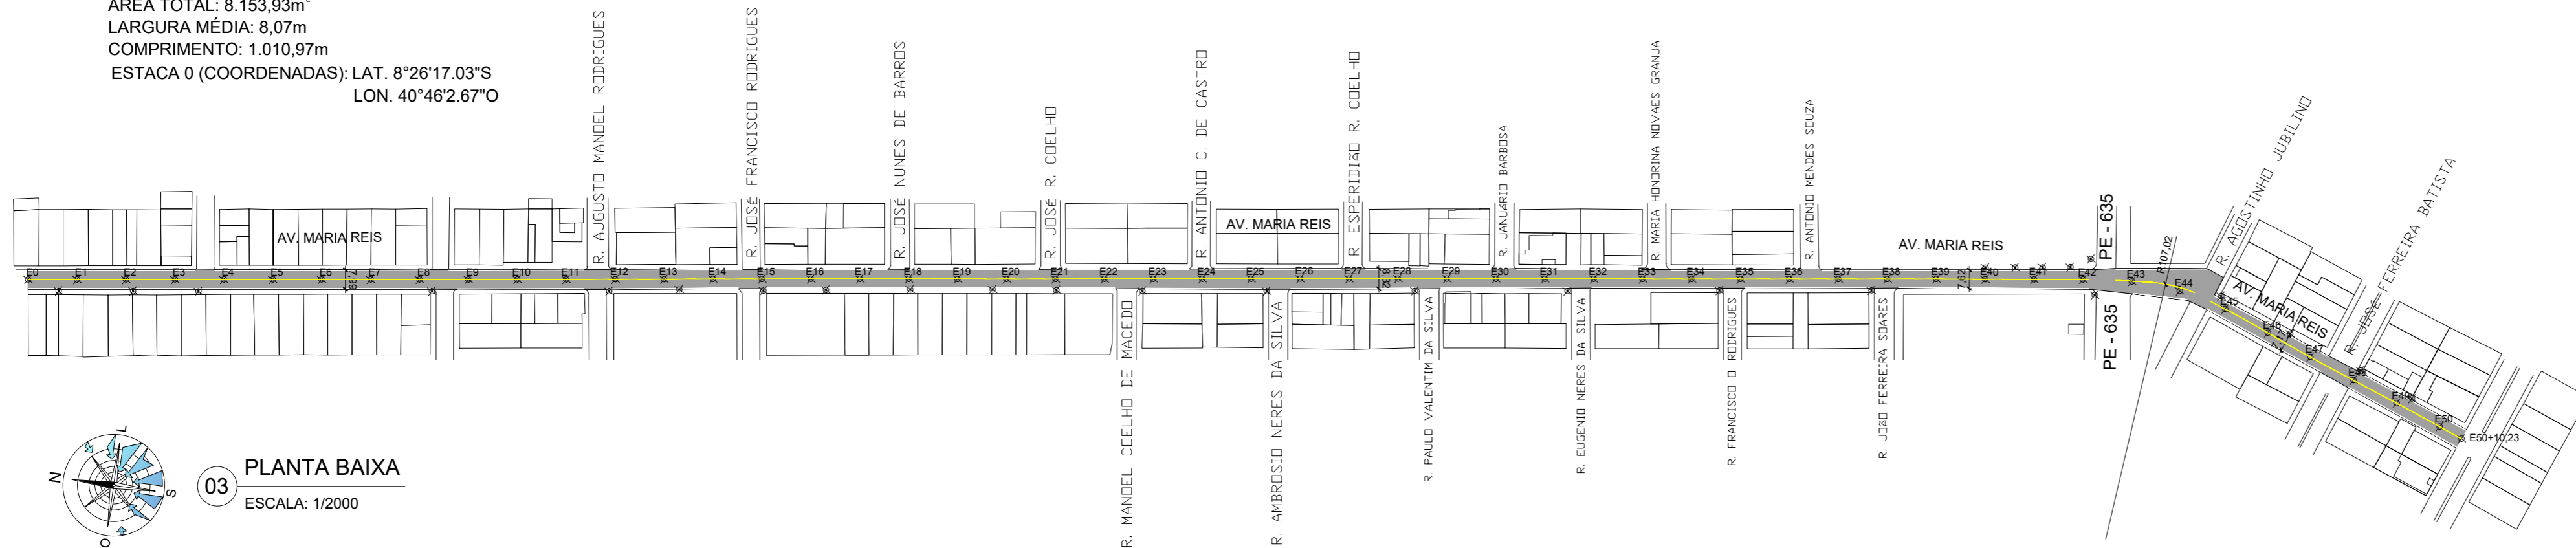 ÁREA TOTAL: 8.153,93m²
LARGURA MÉDIA: 8,07m
COMPRIMENTO: 1.010,97m
ESTACA 0 (COORDENADAS): LAT. 8°26'17.03"S
LON. 40°46'2.67"O
R. AUGUSTO MANOEL RODRIGUES
R. JOSÉ FRANCISCO RODRIGUES
R. JOSÉ NUNES DE BARROS
R. JOSÉ R. COELHO
R. ANTONIO C. DE CASTRO
R. ESPERIDIÃO R. COELHO
R. JANUÁRIO BARBOSA
R. MARIA HONORINA NOVAES GRANJA
R. ANTONIO MENDES SOUZA
PE - 635
R. AGOSTINHO JUBILINO
R. JOSÉ FERREIRA BATISTA
AV. MARIA REIS
AV. MARIA REIS
AV. MARIA REIS
AV. MARIA REIS
E0
E1
E2
E3
E4
E5
E6
7,99
E7
E8
E9
E10
E11
E12
E13
E14
E15
E16
E17
E18
E19
E20
E21
E22
E23
E24
E25
E26
E27
8,32
E28
E29
E30
E31
E32
E33
E34
E35
E36
E37
E38
E39
7,62
E40
E41
E42
E43
R107,02
E44
E45
E46
E47
E48
E49
E50
E50+10,23
R. MANOEL COELHO DE MACEDO
R. AMBROSIO NERES DA SILVA
R. PAULO VALENTIM DA SILVA
R. EUGENIO NERES DA SILVA
R. FRANCISCO O. RODRIGUES
R. JOÃO FERREIRA SOARES
PE - 635
N
L
S
O
03
PLANTA BAIXA
ESCALA: 1/2000